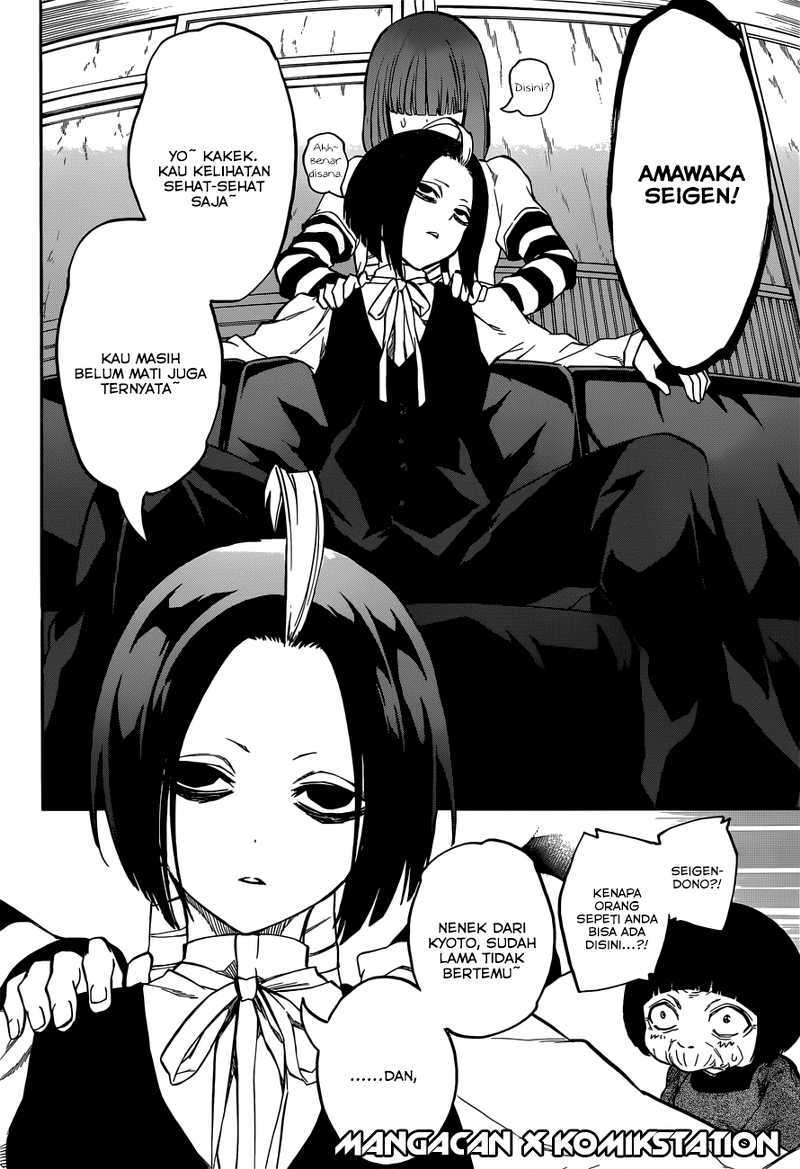 AMAWAKA
SEIGEN!
Disini?
Ahh~
Benar
disana.
YO~ KAKEK.
KAU KELIHATAN
SEHAT-SEHAT
SAJA~
KAU MASIH
BELUM MATI JUGA
TERNYATA~
SEIGEN-
DONO?!
KENAPA
ORANG
SEPETI ANDA
BISA ADA
DISINI...?!
NENEK DARI
KYOTO, SUDAH
LAMA TIDAK
BERTEMU~
......DAN,
MANGACAN X KOMIKSTATION